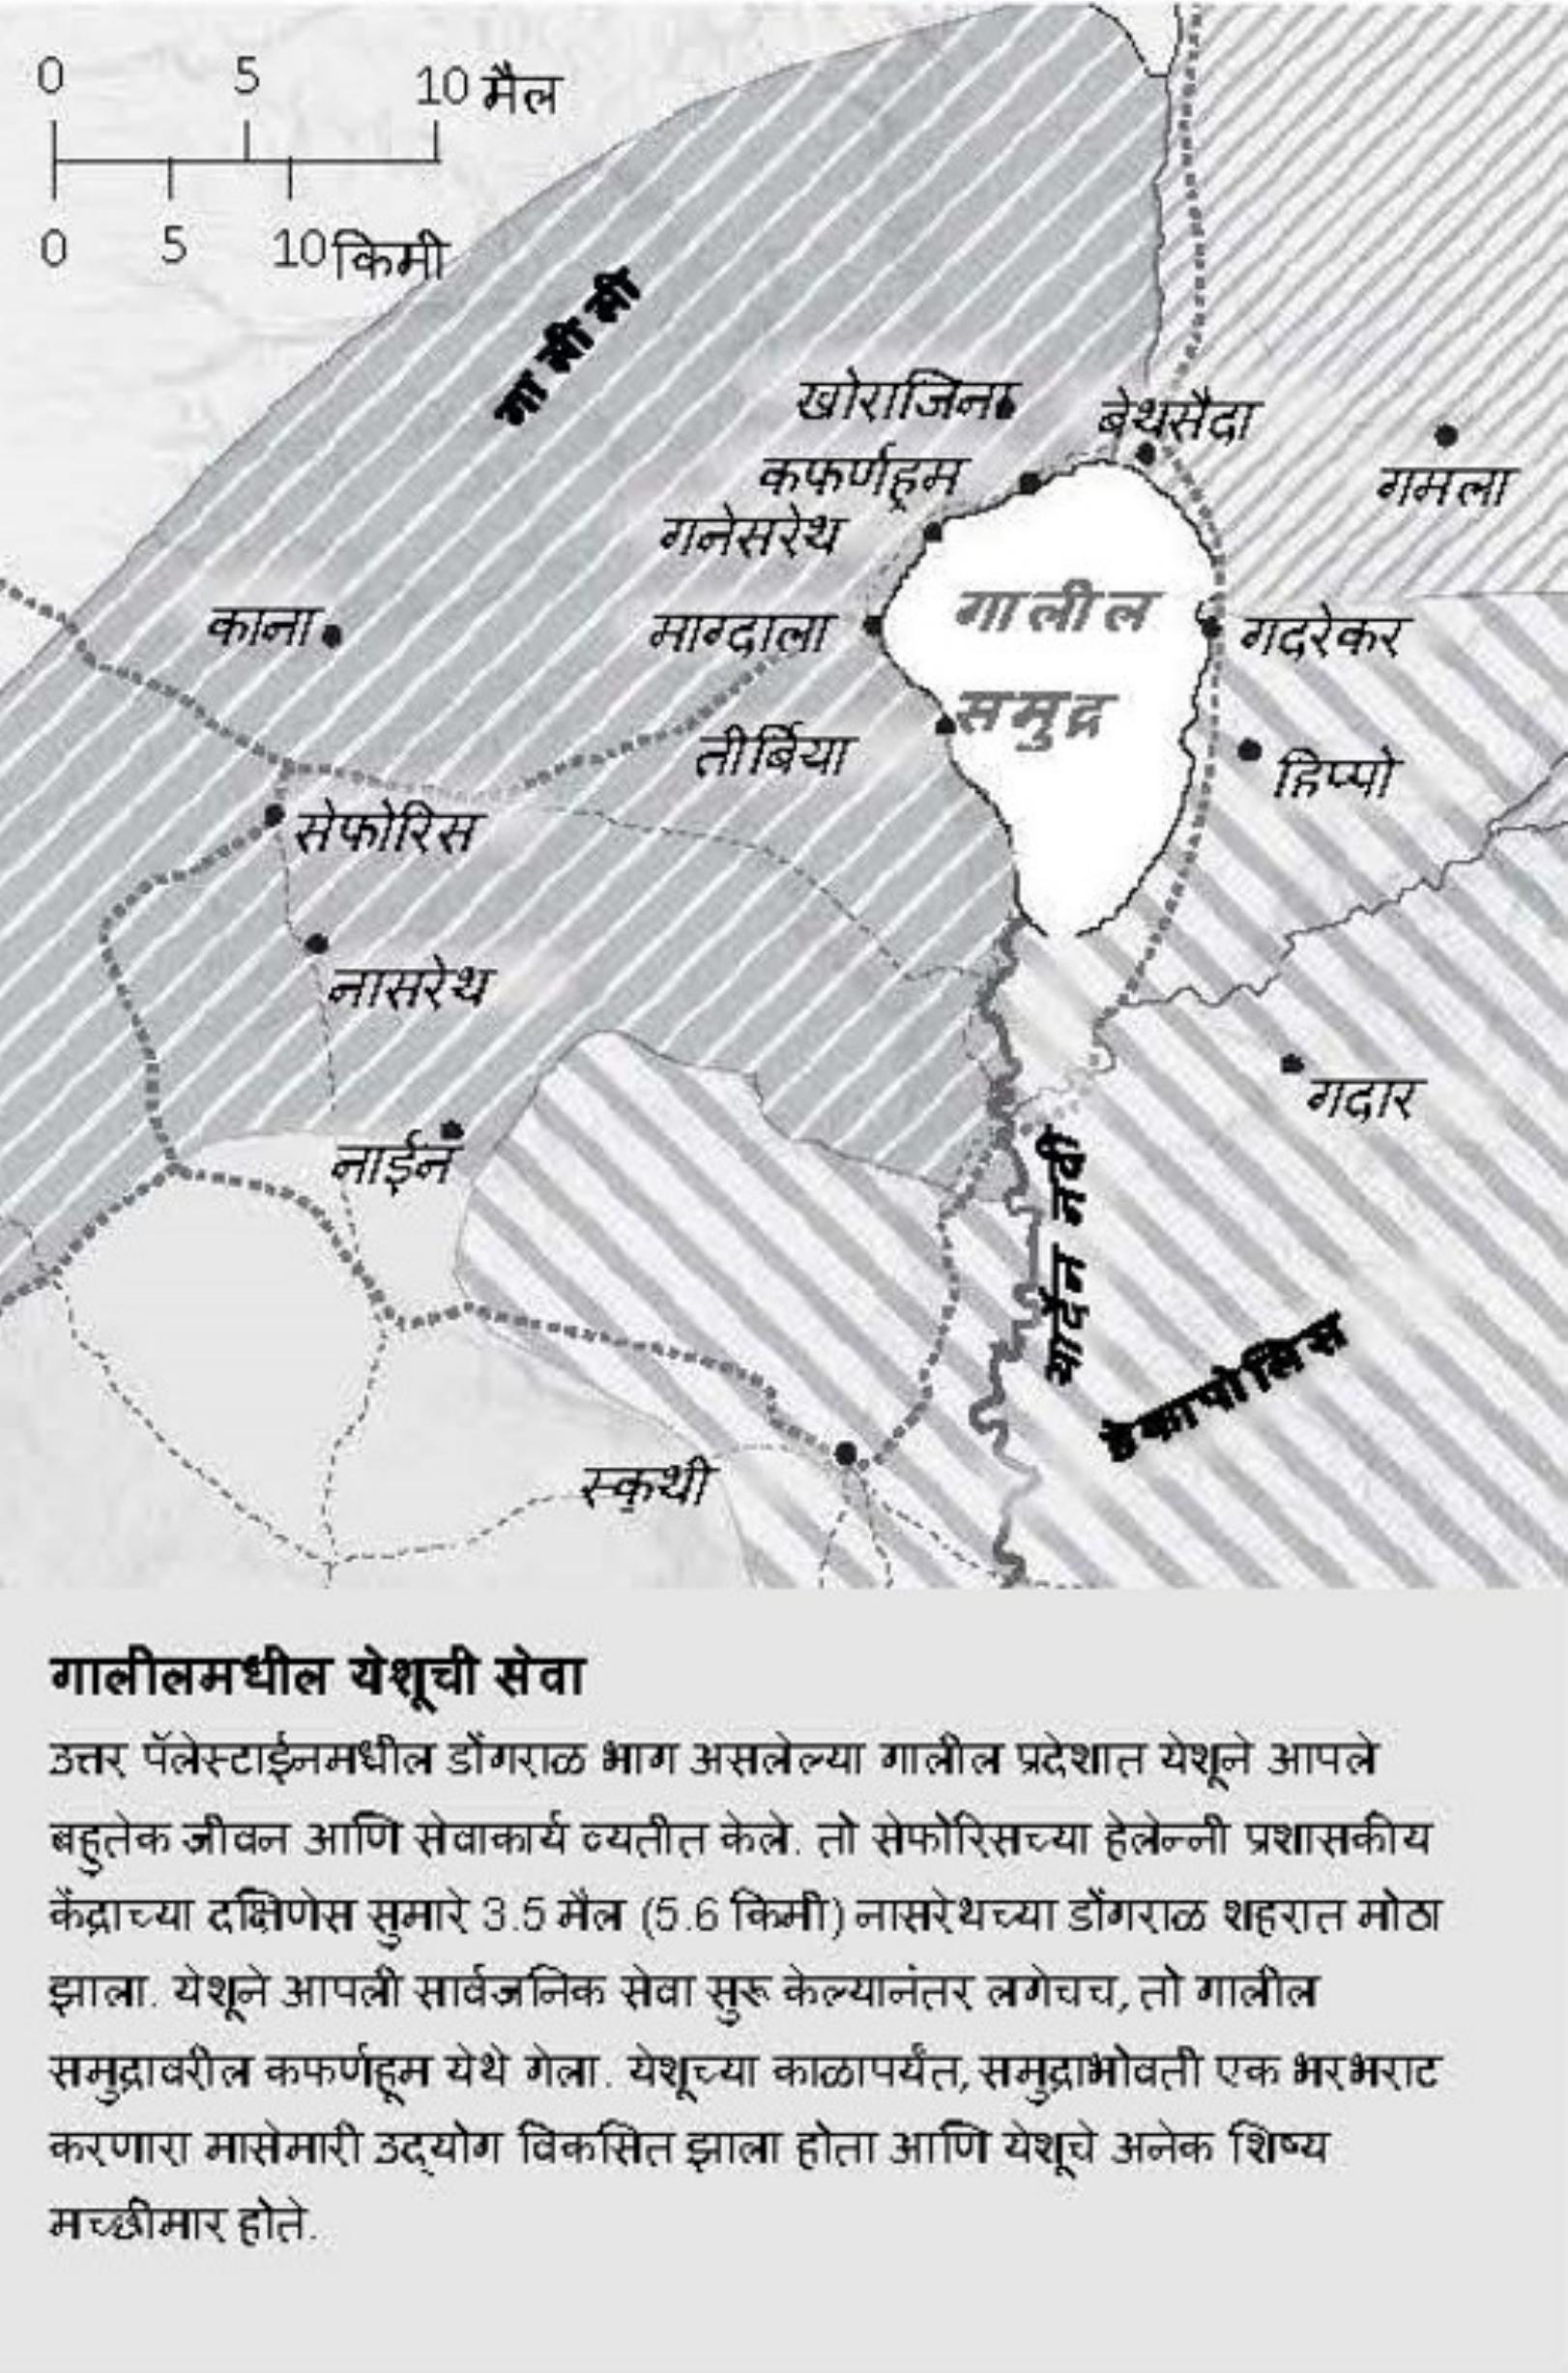 0 5 10 मैल
0 5 10 किमी
गालीली
खोराजिना
बेथसैदा
कफर्णहूम
गमला
गनेसरेथ
गालील
समुद्र
काना
माग्दाला
गदरेकर
तीर्बिया
हिप्पो
सेफोरिस
नासरेथ
गदार
नाईन
यार्देन नदी
डेकापोलिस
स्कुथी
गालीलमधील येशूची सेवा
उत्तर पॅलेस्टाईनमधील डोंगराळ भाग असलेल्या गालील प्रदेशात येशूने आपले
बहुतेक जीवन आणि सेवाकार्य व्यतीत केले. तो सेफोरिसच्या हेलेन्नी प्रशासकीय
केंद्राच्या दक्षिणेस सुमारे 3.5 मैल (5.6 किमी) नासरेथच्या डोंगराळ शहरात मोठा
झाला. येशूने आपली सार्वजनिक सेवा सुरू केल्यानंतर लगेचच, तो गालील
समुद्रावरील कफर्णहूम येथे गेला. येशूच्या काळापर्यंत, समुद्राभोवती एक भरभराट
करणारा मासेमारी उद्‌योग विकसित झाला होता आणि येशूचे अनेक शिष्य
मच्छीमार होते.